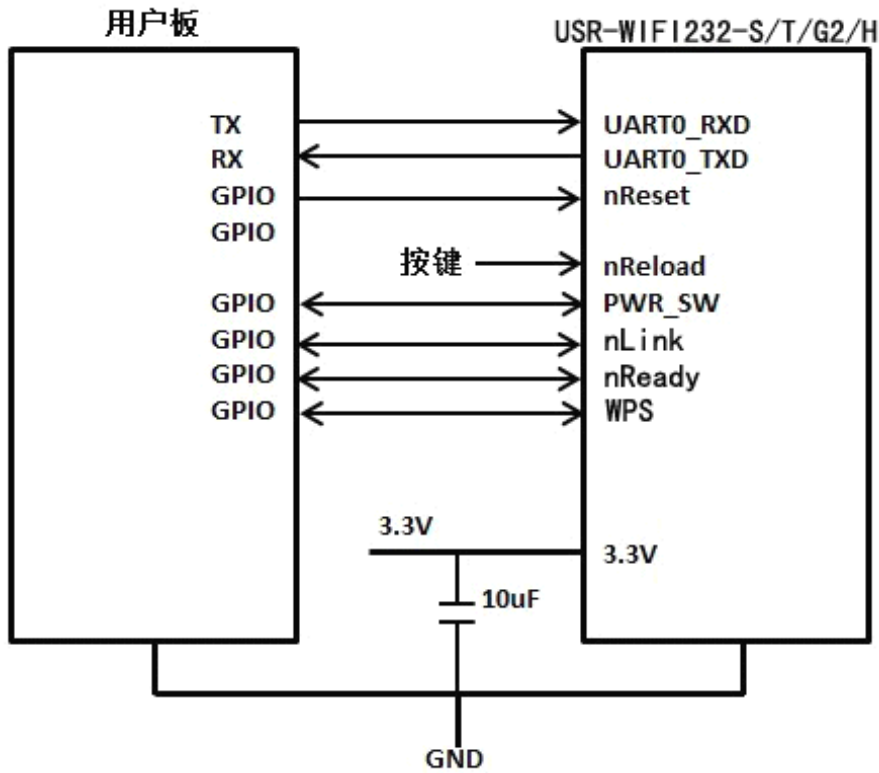 用户板
USR-WIFI232-S/T/G2/H
TX
UART0_RXD
RX
UART0_TXD
GPIO
nReset
GPIO
按键
nReload
GPIO
PWR_SW
GPIO
nLink
GPIO
nReady
GPIO
WPS
3.3V
3.3V
10uF
GND